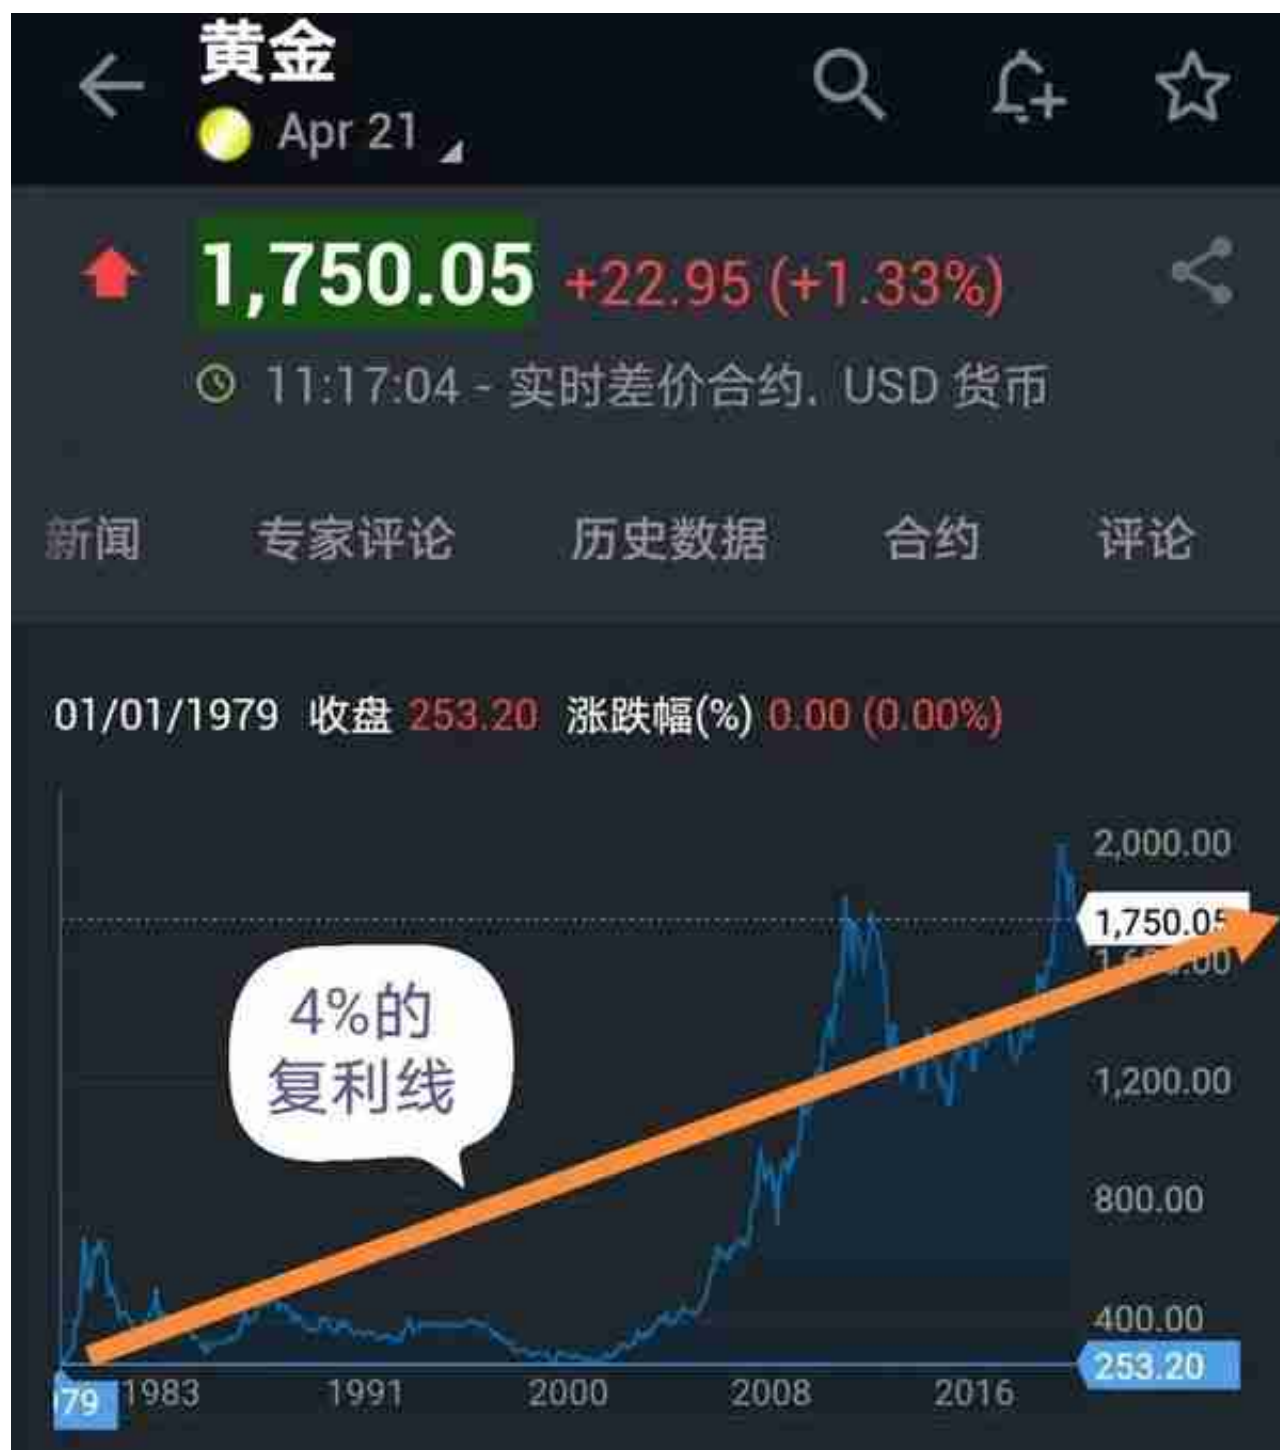 黄金
Apr 21
1,750.05 +22.95 (+1.33%)
11:17:04 - 实时差价合约. USD 货币
新闻 专家评论 历史数据 合约 评论
01/01/1979 收盘 253.20 涨跌幅(%) 0.00 (0.00%)
2,000.00
1,750.05
4%的
复利线
1,200.00
800.00
400.00
253.20
79 1983 1991 2000 2008 2016